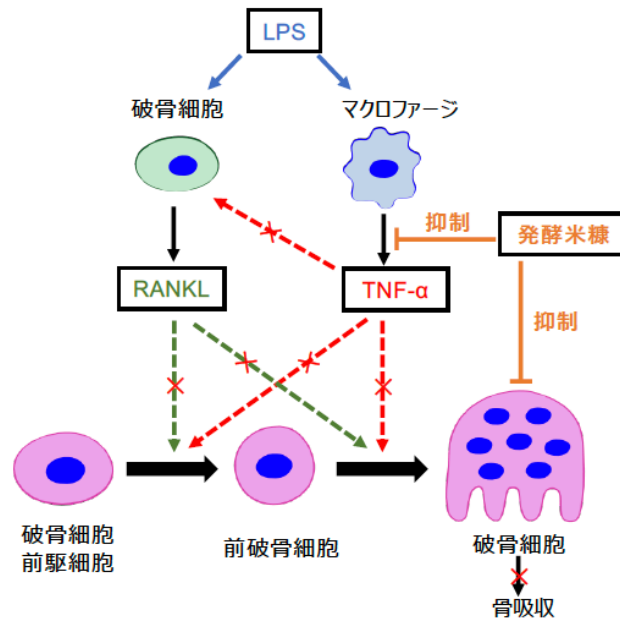 LPS
破骨細胞
マクロファージ
抑制
発酵米糠
RANKL
TNF-α
抑制
破骨細胞
前駆細胞
前破骨細胞
破骨細胞
骨吸収